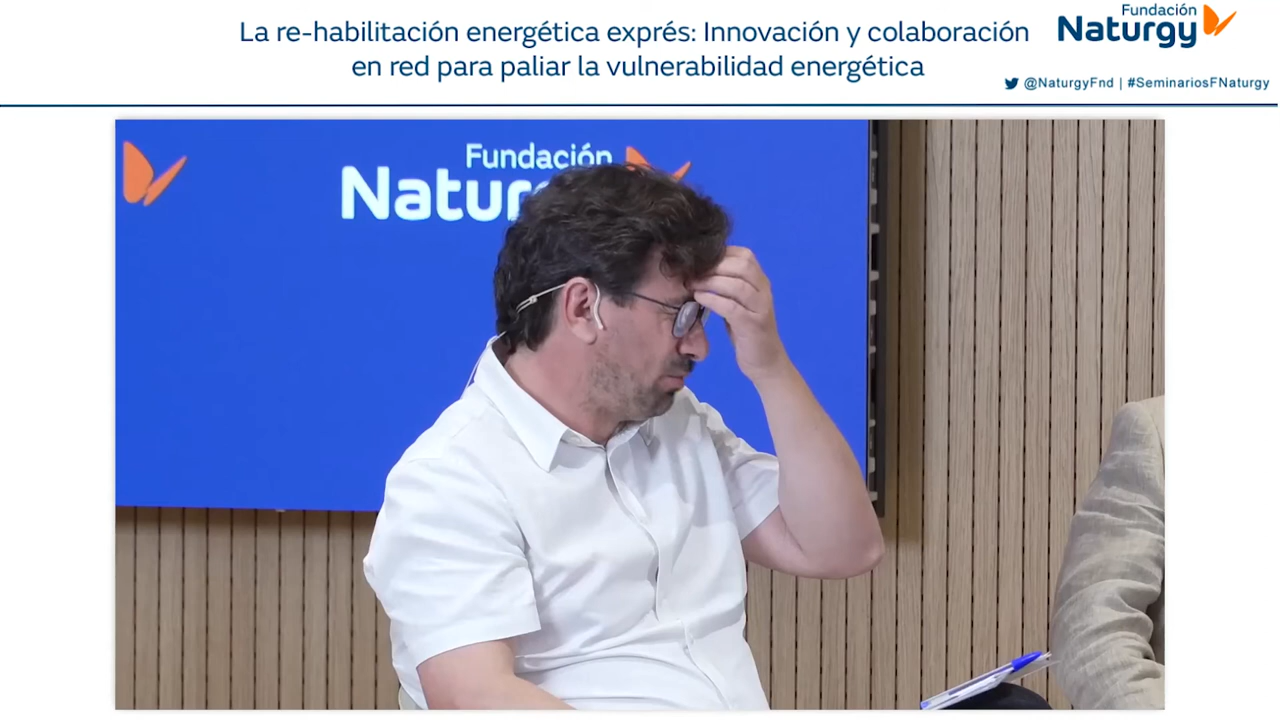 La re-habilitación energética exprés: Innovación y colaboración
en red para paliar la vulnerabilidad energética
Fundación
Naturgy
@NaturgyFnd | #SeminariosFNaturgy
Fundación
Natur